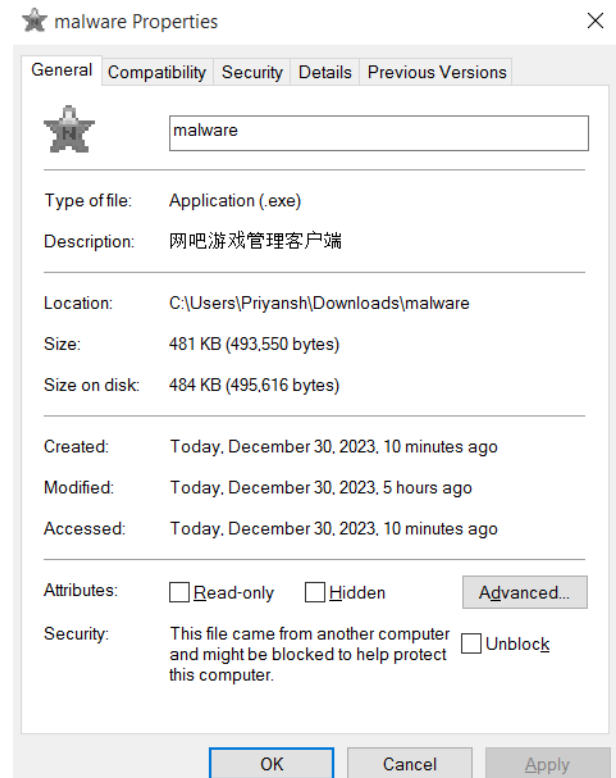 malware Properties
General Compatibility Security Details Previous Versions
malware
Type of file: Application (.exe)
Description: 网吧游戏管理客户端
Location: C:\Users\Priyansh\Downloads\malware
Size: 481 KB (493,550 bytes)
Size on disk: 484 KB (495,616 bytes)
Created: Today, December 30, 2023, 10 minutes ago
Modified: Today, December 30, 2023, 5 hours ago
Accessed: Today, December 30, 2023, 10 minutes ago
Attributes: Read-only Hidden Advanced...
Security: This file came from another computer
and might be blocked to help protect
this computer.
Unblock
OK Cancel Apply